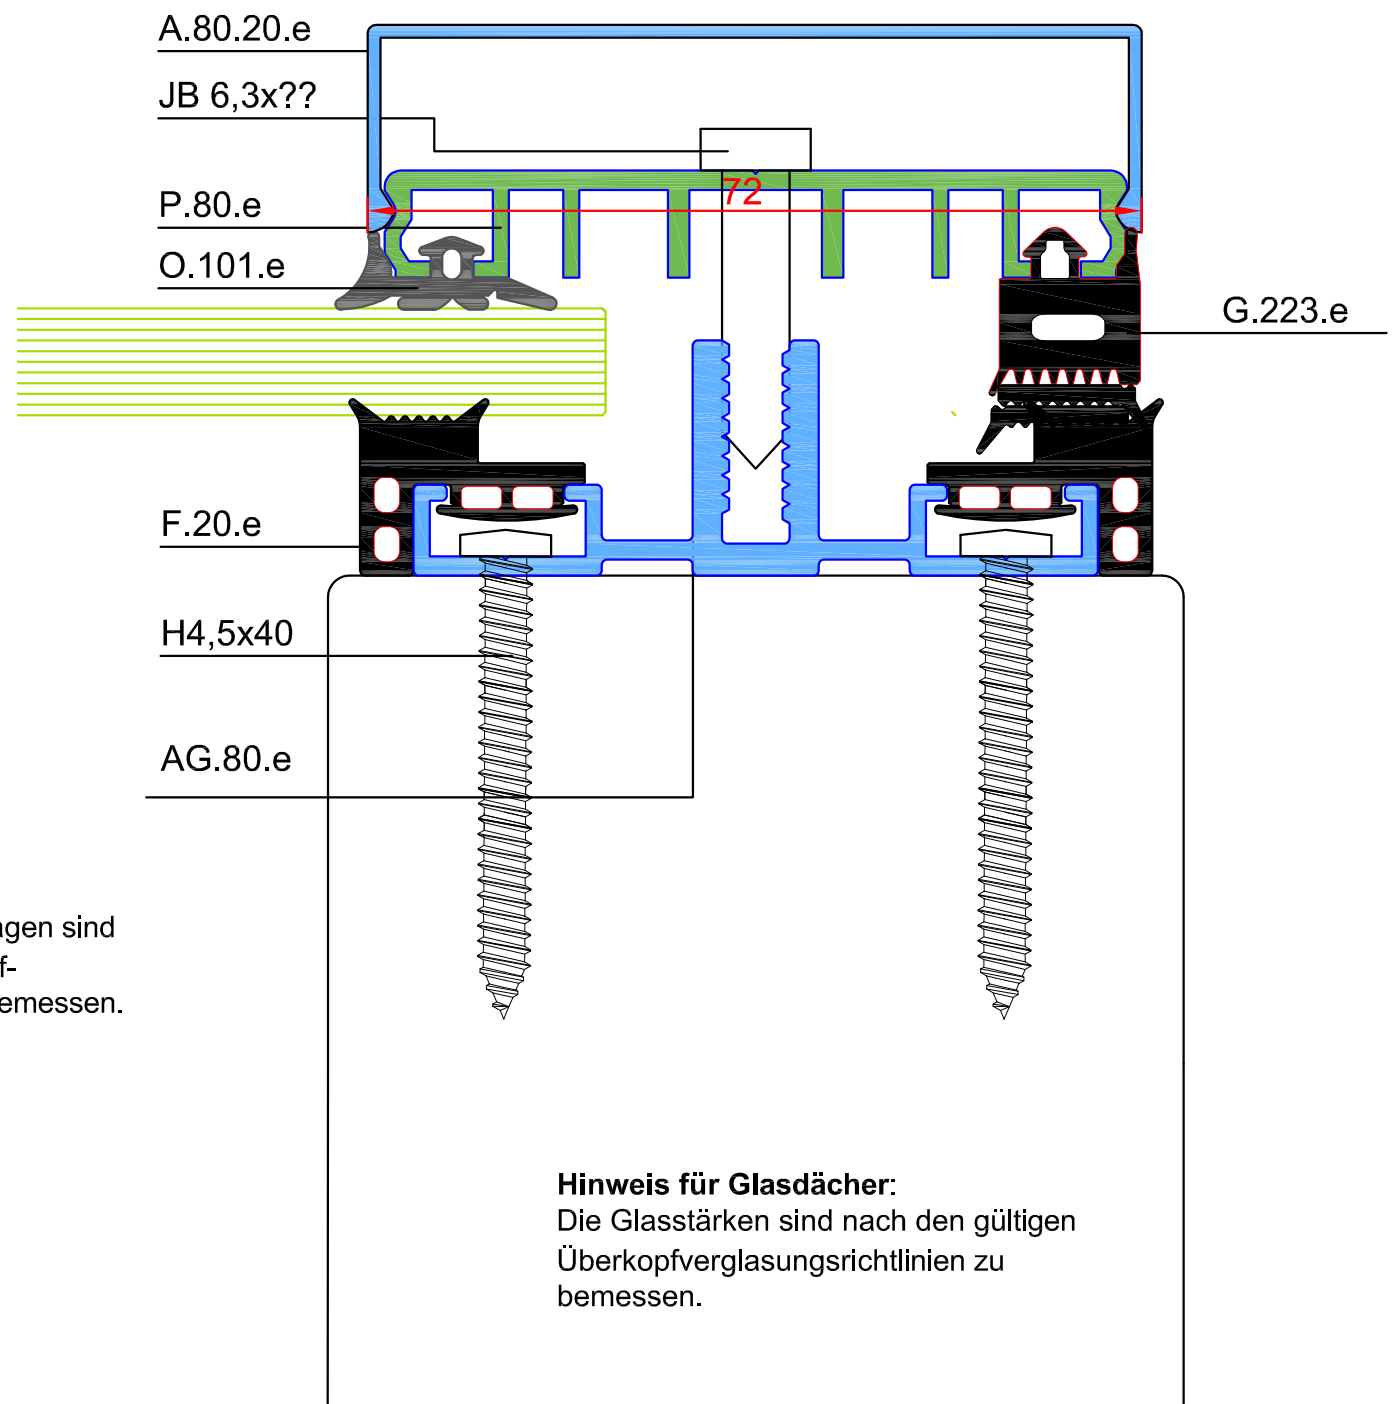 A.80.20.e
JB 6,3x??
72
P.80.e
O.101.e
G.223.e
F.20.e
H4,5x40
AG.80.e
agen sind
f-
emessen.
Hinweis für Glasdächer:
Die Glasstärken sind nach den gültigen
Überkopfverglasungsrichtlinien zu
bemessen.